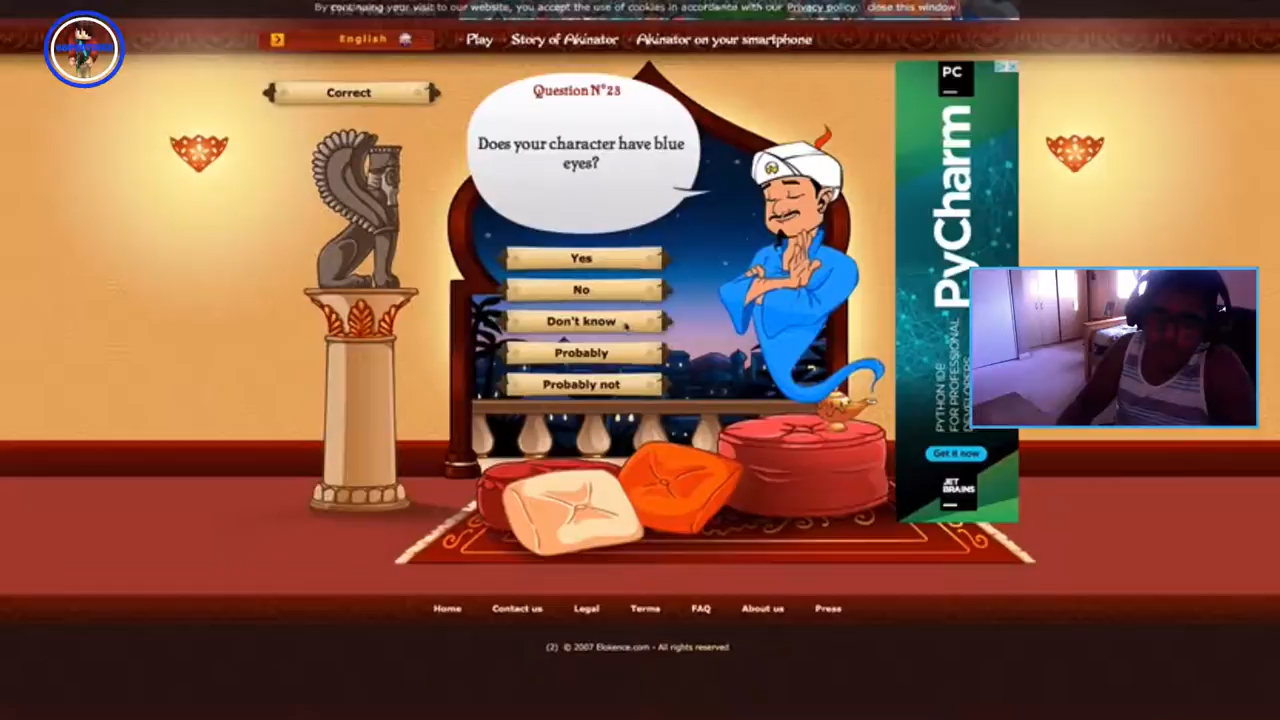 By continuing your visit to our website, you accept the use of cookies in accordance with our Privacy policy. close this window
English
Play Story of Akinator Akinator on your smartphone
Correct
Question N°23
Does your character have blue
eyes?
Yes
No
Don't know
Probably
Probably not
PC
PyCharm
PYTHON IDE
FOR PROFESSIONAL
DEVELOPERS
Get it now
JET
BRAINS
Home Contact us Legal Terms FAQ About us Press
(2) © 2007 Elokence.com - All rights reserved